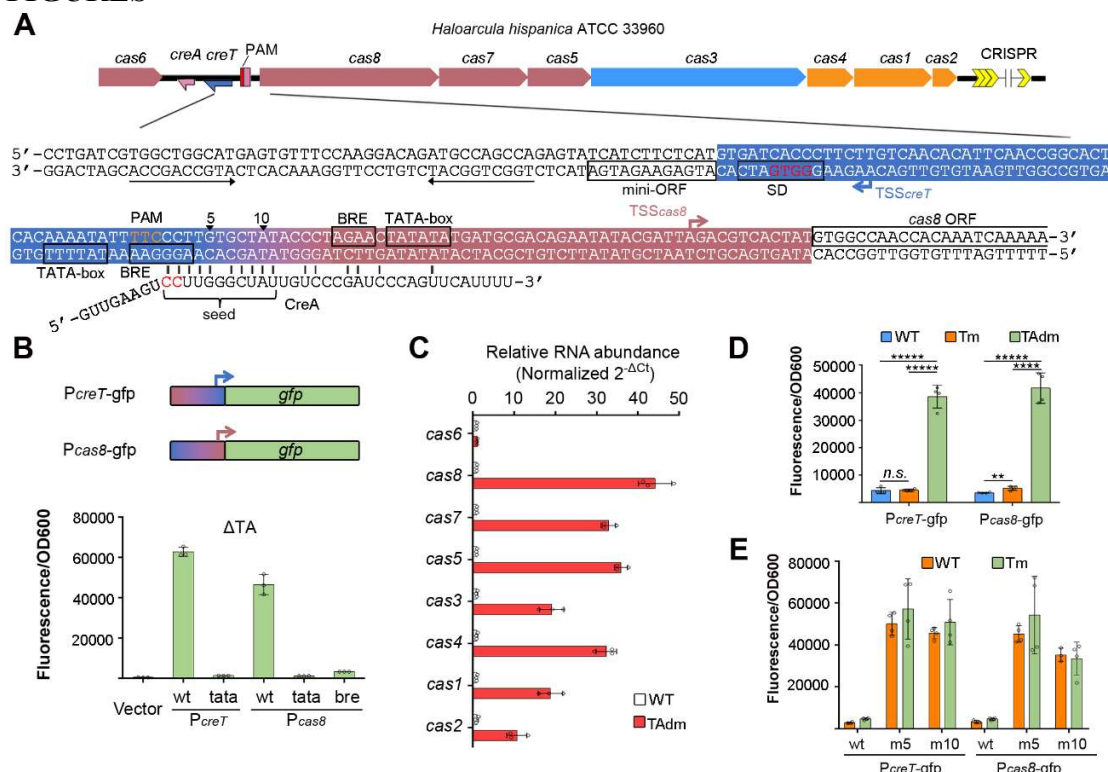 A
Haloarcula hispanica ATCC 33960
cas6 creA creT PAM cas8 cas7 cas5 cas3 cas4 cas1 cas2 CRISPR
5′-CCTGATCGTGGCTGGCATGAGTGTTTCCAAGGACAGATGCCAGCCAGAGTATCATCTTCTCATGTGATCACCCTTCTTGTCAACACATTCAACCGGCACT
3′-GGACTAGCACCGACCGTACTCACAAAGGTTCCTGTCTACGGTCGGTCTCATAGTAGAAGAGTACACTAGTGGGAAGAACAGTTGTGTAAGTTGGCCGTGA
mini-ORF SD TSScreT
PAM 5 10 BRE TATA-box TSScas8 cas8 ORF
CACAAAATATTTTCCCTTGTGCTATACCCTAGAACTATATATGATGCGACAGAATATACGATTAGACGTCACTATGTGGCCAACCACAAATCAAAAA-3′
GTGTTTTATAAAAGGGAACACGATATGGGATCTTGATATATACTACGCTGTCTTATATGCTAATCTGCAGTGATACACCGGTTGGTGTTTAGTTTTT-5′
TATA-box BRE
5′-GUUGAAGUCCUUGGGCUAUUGUCCCGAUCCCAGUUCAUUUU-3′
seed CreA
B
PcreT-gfp gfp
Pcas8-gfp gfp
ΔTA
Fluorescence/OD600
80000
60000
40000
20000
Vector wt tata wt tata bre
PcreT Pcas8
C
Relative RNA abundance
(Normalized 2-ΔCt)
0 10 20 30 40 50
cas6
cas8
cas7
cas5
cas3
cas4
cas1
cas2
WT
TAdm
D
WT Tm TAdm
Fluorescence/OD600
50000
40000
30000
20000
10000
***** ***** n.s.
***** **** **
PcreT-gfp Pcas8-gfp
E
WT Tm
Fluorescence/OD600
80000
60000
40000
20000
wt m5 m10 wt m5 m10
PcreT-gfp Pcas8-gfp